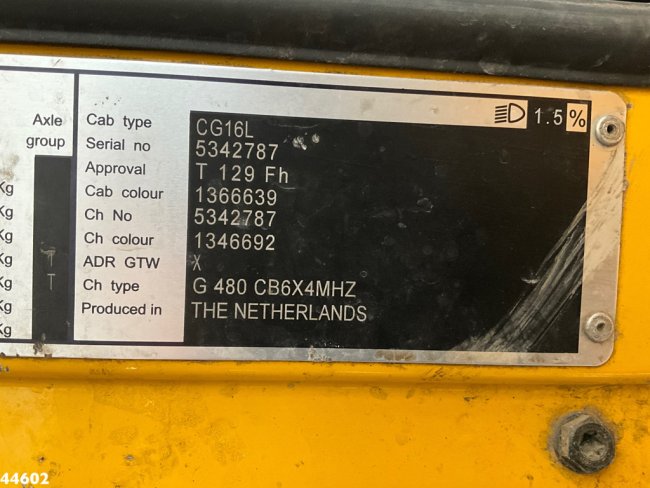 1.5 %
Axle
group
Cab type CG16L
Serial no 5342787
Approval T 129 Fh
Kg Cab colour 1366639
Kg Ch No 5342787
Kg Ch colour 1346692
Kg T ADR GTW X
Kg T Ch type G 480 CB6X4MHZ
Kg Produced in THE NETHERLANDS
Kg
44602